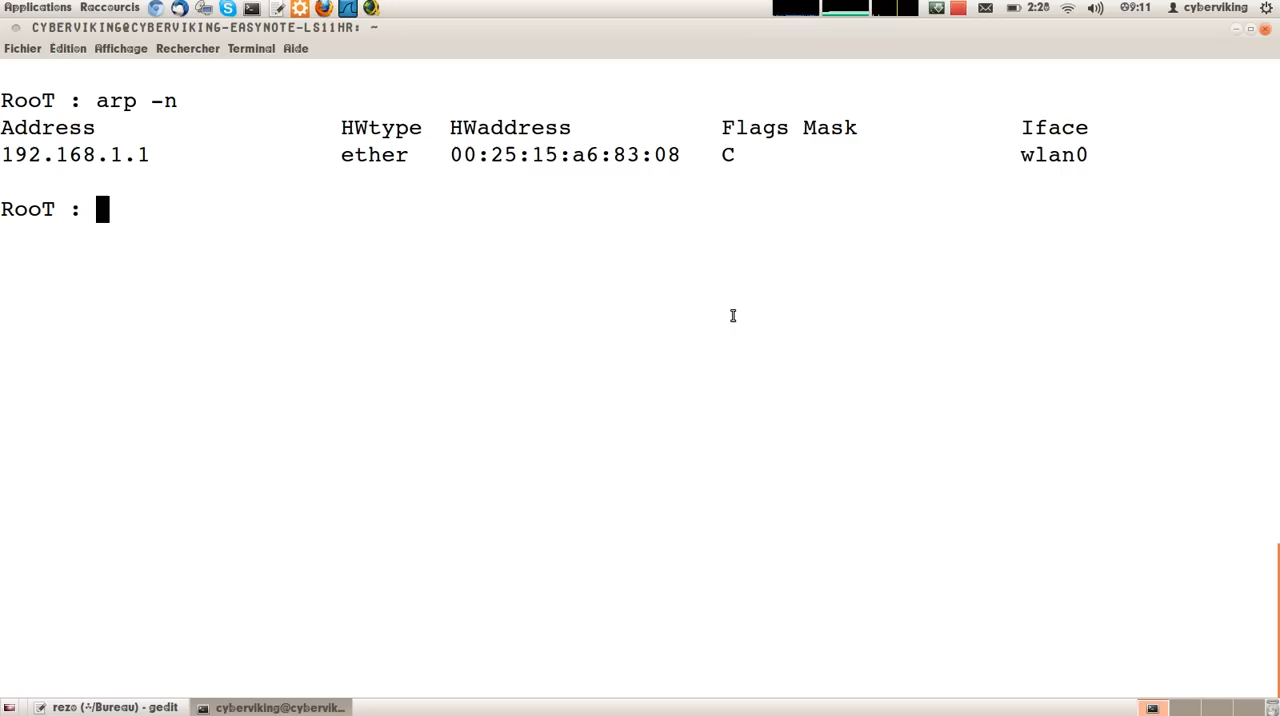 Applications Raccourcis 2:28 09:11 cyberviking
CYBERVIKING@CYBERVIKING-EASYNOTE-LS11HR: ~
Fichier Édition Affichage Rechercher Terminal Aide
RooT : arp -n
Address HWtype HWaddress Flags Mask Iface
192.168.1.1 ether 00:25:15:a6:83:08 C wlan0
RooT :
rezo (~/Bureau) - gedit cyberviking@cybervik...